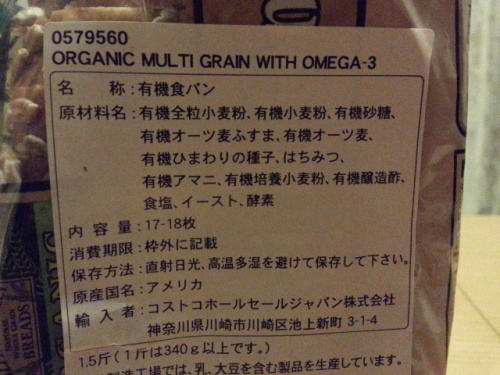 0579560
ORGANIC MULTI GRAIN WITH OMEGA-3
名 称:有機食パン
原材料名:有機全粒小麦粉、有機小麦粉、有機砂糖、
有機オーツ麦ふすま、有機オーツ麦、
有機ひまわりの種子、はちみつ、
有機アマニ、有機培養小麦粉、有機醸造酢、
食塩、イースト、酵素
内 容 量:17-18枚
消費期限:枠外に記載
保存方法:直射日光、高温多湿を避けて保存して下さい。
原産国名:アメリカ
輸 入 者:コストコホールセールジャパン株式会社
神奈川県川崎市川崎区池上新町 3-1-4
1.5斤(1斤は340g以上です。)
製造工場では、乳、大豆を含む製品を生産しています。
BREADS